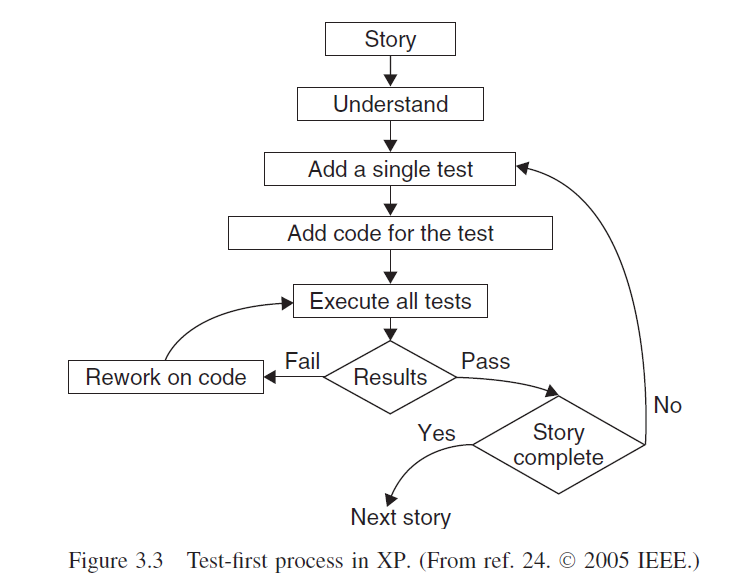 Story
Understand
Add a single test
Add code for the test
Execute all tests
Rework on code
Fail
Results
Pass
No
Yes
Story
complete
Next story
Figure 3.3 Test-first process in XP. (From ref. 24. © 2005 IEEE.)